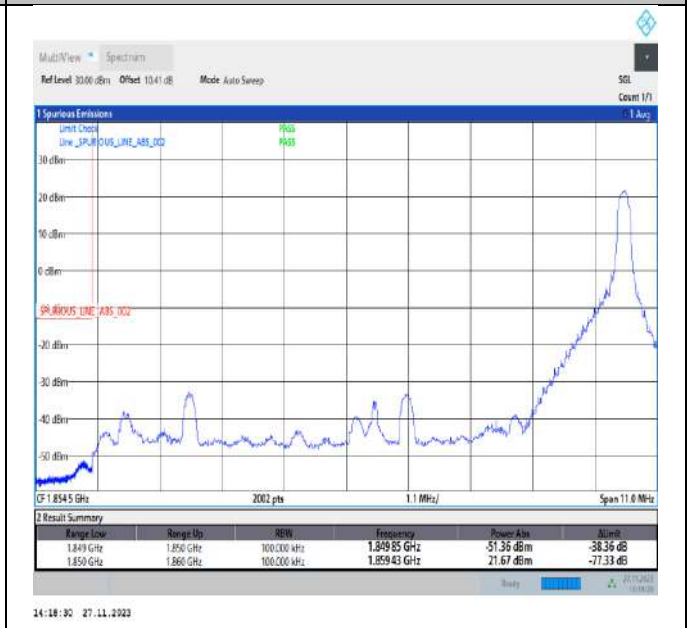 MultiView Spectrum
Ref Level 30.00 dBm Offset 10.41 dB Mode Auto Sweep SGL
Count 1/1
1 Spurious Emissions 1 Avg
Limit Check PASS
Line _SPURIOUS_LINE_ABS_002 PASS
30 dBm
20 dBm
10 dBm
0 dBm
SPURIOUS_LINE_ABS_002
-20 dBm
-30 dBm
-40 dBm
-50 dBm
CF 1.8545 GHz 2002 pts 1.1 MHz/ Span 11.0 MHz
2 Result Summary
Range Low Range Up RBW Frequency Power Abs ΔLimit
1.849 GHz 1.850 GHz 100.000 kHz 1.84985 GHz -51.36 dBm -38.36 dB
1.850 GHz 1.860 GHz 100.000 kHz 1.85943 GHz 21.67 dBm -77.33 dB
Ready 27.11.2023
14:18:30 27.11.2023